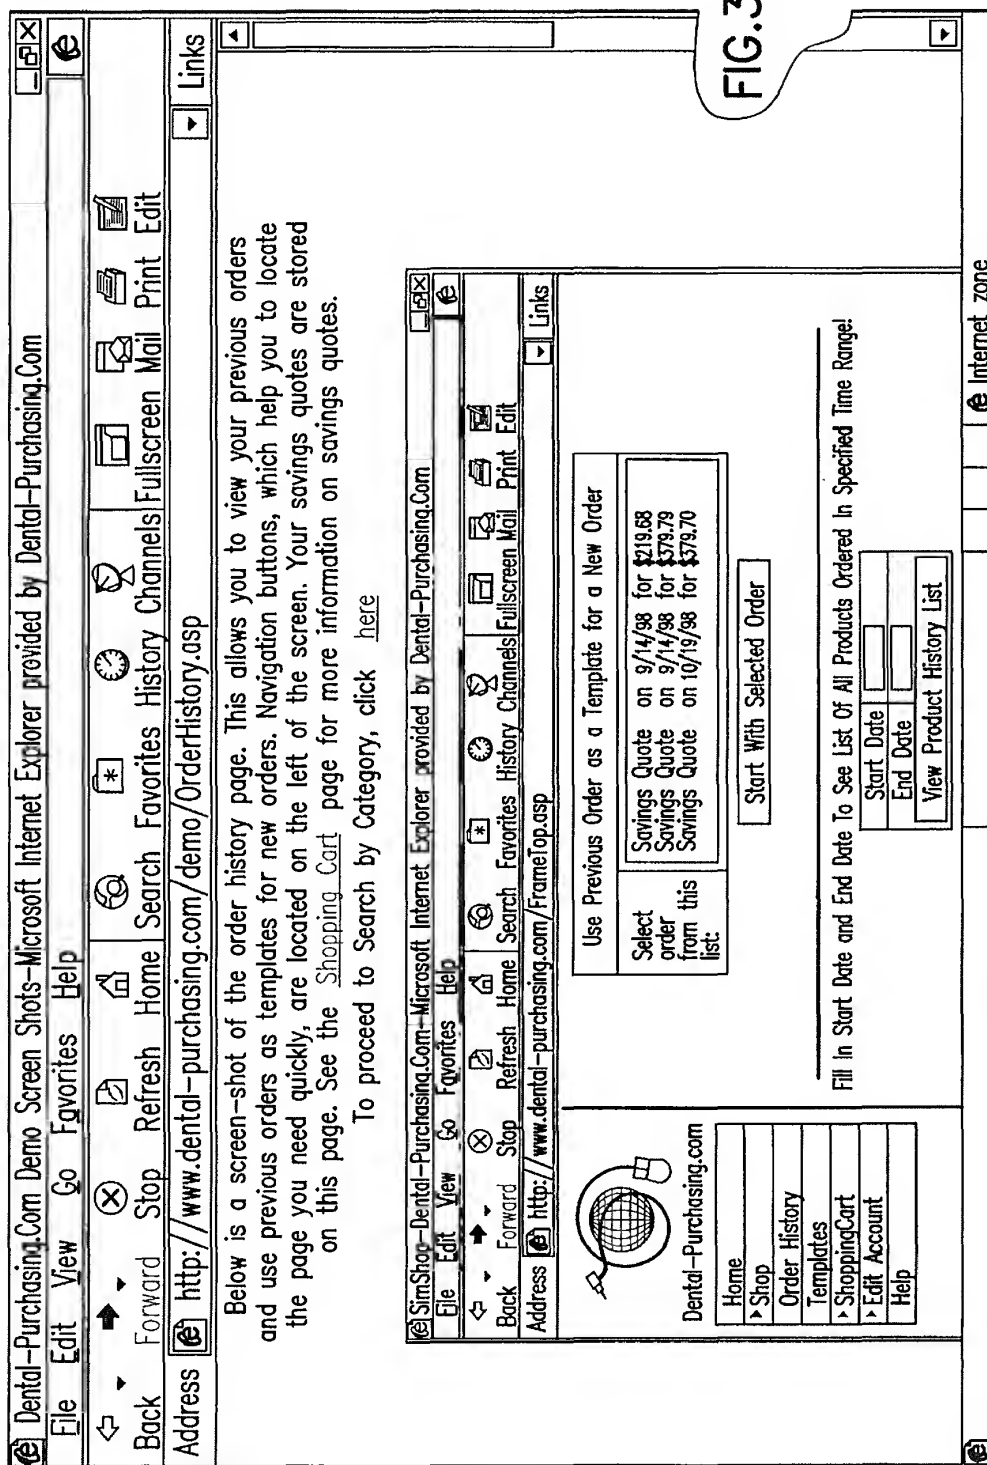 Dental-Purchasing.Com Demo Screen Shots-Microsoft Internet Explorer provided by Dental-Purchasing.Com
File Edit View Go Favorites Help
Back Forward Stop Refresh Home Search Favorites History Channels Fullscreen Mail Print Edit
Address http://www.dental-purchasing.com/demo/OrderHistory.asp Links
Below is a screen-shot of the order history page. This allows you to view your previous orders
and use previous orders as templates for new orders. Navigation buttons, which help you to locate
the page you need quickly, are located on the left of the screen. Your savings quotes are stored
on this page. See the Shopping Cart page for more information on savings quotes.
To proceed to Search by Category, click here
SimShop-Dental-Purchasing.Com-Microsoft Internet Explorer provided by Dental-Purchasing.Com
File Edit View Go Favorites Help
Back Forward Stop Refresh Home Search Favorites History Channels Fullscreen Mail Print Edit
Address http://www.dental-purchasing.com/FrameTop.asp Links
Dental-Purchasing.com
Home
Shop
Order History
Templates
ShoppingCart
Edit Account
Help
Use Previous Order as a Template for a New Order
Select
order
from this
list:
Savings Quote on 9/14/98 for $219.68
Savings Quote on 9/14/98 for $379.79
Savings Quote on 10/19/98 for $379.70
Start With Selected Order
Fill In Start Date and End Date To See List Of All Products Ordered In Specified Time Range!
Start Date
End Date
View Product History List
Internet zone
FIG.3